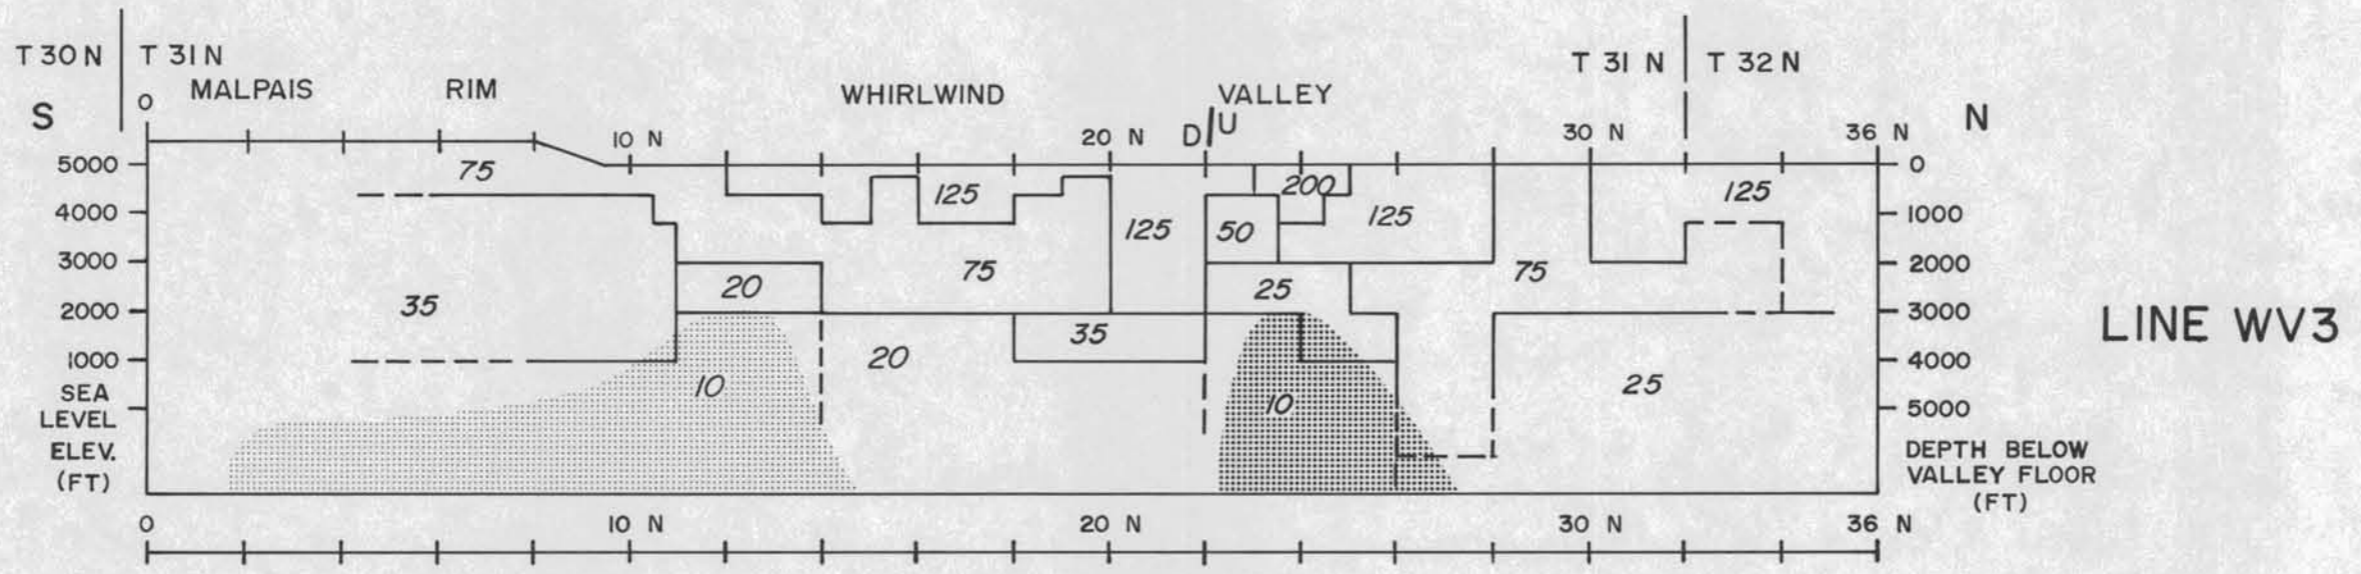 T 30 N T 31 N T 31 N T 32 N
MALPAIS RIM WHIRLWIND VALLEY
S 0 10 N 20 N D U 30 N 36 N N
5000 0
75 200 125
4000 125 125 1000
125 50
3000 75 75 2000
20 25
35
2000 3000
35 LINE WV3
1000 20 4000
10 25
SEA 10
LEVEL 5000
ELEV.
(FT)
DEPTH BELOW
VALLEY FLOOR
(FT)
0 10 N 20 N 30 N 36 N